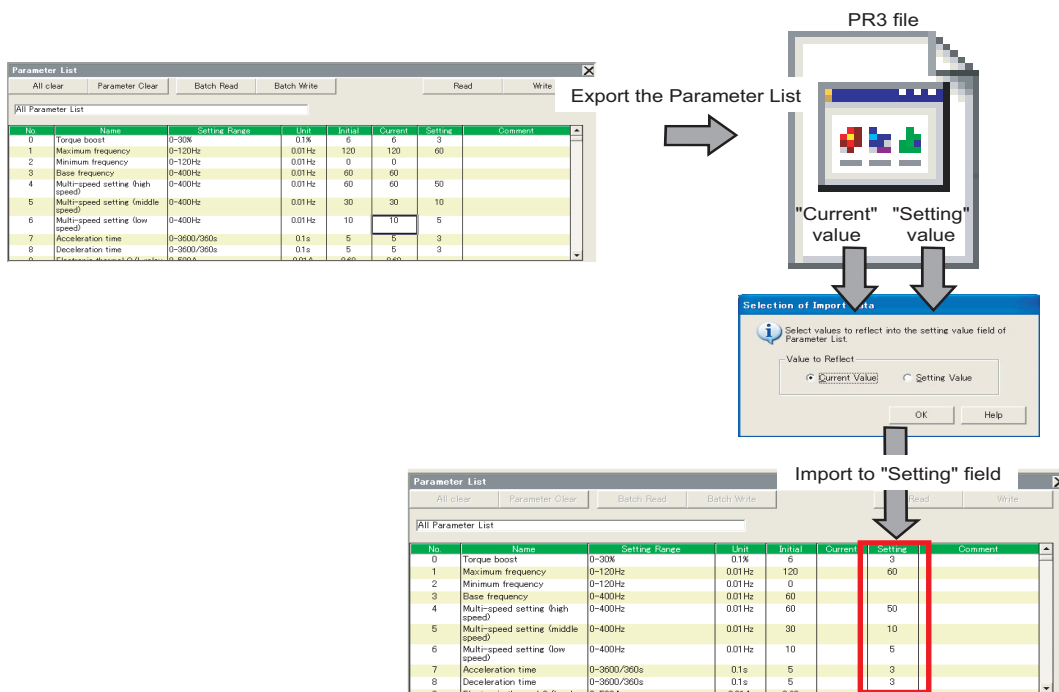 PR3 file
Parameter List
All clear Parameter Clear Batch Read Batch Write Read Write
Export the Parameter List
All Parameter List
No. Name Setting Range Unit Initial Current Setting Comment
0 Torque boost 0-30% 0.1% 6 6 3
1 Maximum frequency 0-120Hz 0.01Hz 120 120 60
2 Minimum frequency 0-120Hz 0.01Hz 0 0
3 Base frequency 0-400Hz 0.01Hz 60 60
4 Multi-speed setting (high speed) 0-400Hz 0.01Hz 60 60 50
5 Multi-speed setting (middle speed) 0-400Hz 0.01Hz 30 30 10
6 Multi-speed setting (low speed) 0-400Hz 0.01Hz 10 10 5
7 Acceleration time 0-3600/360s 0.1s 5 5 3
8 Deceleration time 0-3600/360s 0.1s 5 5 3
"Current" value
"Setting" value
Selection of Import
Select values to reflect into the setting value field of
Parameter List.
Value to Reflect
Current Value Setting Value
OK Help
Import to "Setting" field
Parameter List
All clear Parameter Clear Batch Read Batch Write Read Write
All Parameter List
No. Name Setting Range Unit Initial Current Setting Comment
0 Torque boost 0-30% 0.1% 6 3
1 Maximum frequency 0-120Hz 0.01Hz 120 60
2 Minimum frequency 0-120Hz 0.01Hz 0
3 Base frequency 0-400Hz 0.01Hz 60
4 Multi-speed setting (high speed) 0-400Hz 0.01Hz 60 50
5 Multi-speed setting (middle speed) 0-400Hz 0.01Hz 30 10
6 Multi-speed setting (low speed) 0-400Hz 0.01Hz 10 5
7 Acceleration time 0-3600/360s 0.1s 5 3
8 Deceleration time 0-3600/360s 0.1s 5 3